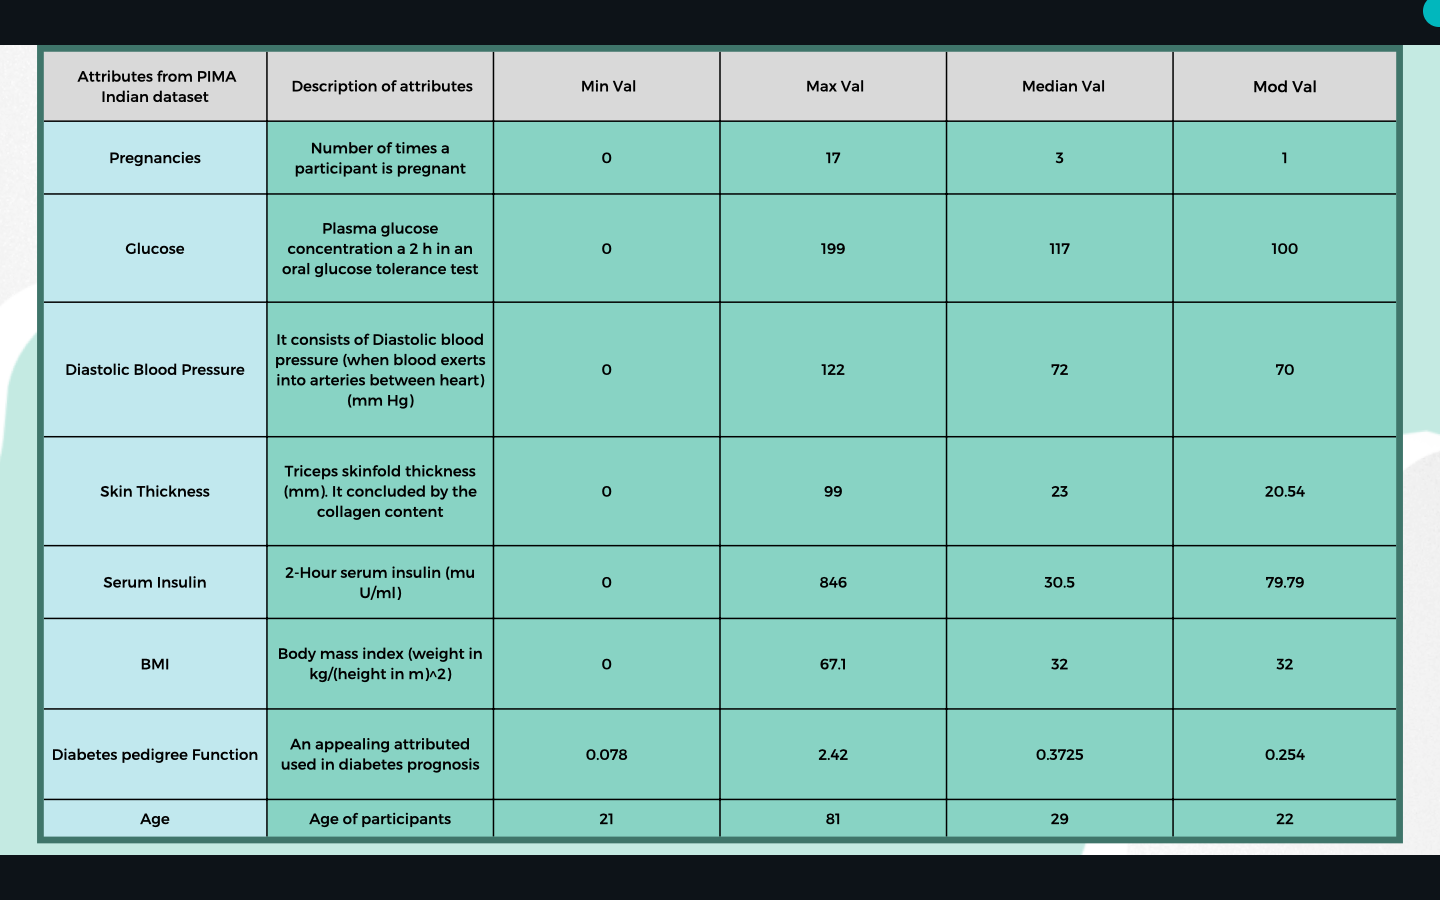 Attributes from PIMA
Indian dataset
Description of attributes
Min Val
Max Val
Median Val
Mod Val
Pregnancies
Number of times a
participant is pregnant
0
17
3
1
Glucose
Plasma glucose
concentration a 2 h in an
oral glucose tolerance test
0
199
117
100
Diastolic Blood Pressure
It consists of Diastolic blood
pressure (when blood exerts
into arteries between heart)
(mm Hg)
0
122
72
70
Skin Thickness
Triceps skinfold thickness
(mm). It concluded by the
collagen content
0
99
23
20.54
Serum Insulin
2-Hour serum insulin (mu
U/ml)
0
846
30.5
79.79
BMI
Body mass index (weight in
kg/(height in m)^2)
0
67.1
32
32
Diabetes pedigree Function
An appealing attributed
used in diabetes prognosis
0.078
2.42
0.3725
0.254
Age
Age of participants
21
81
29
22